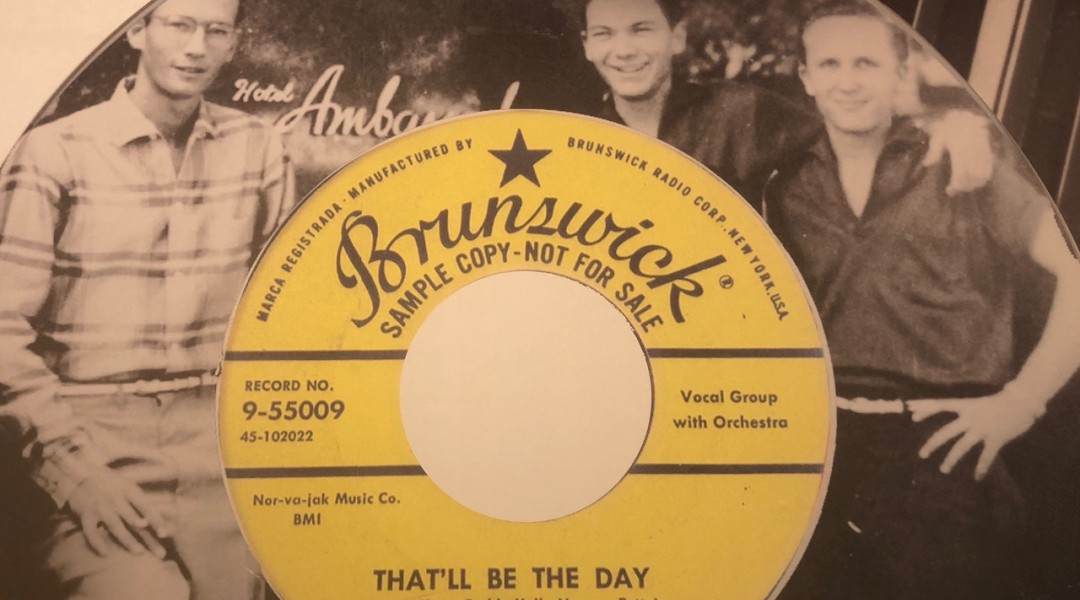 Hotel
MARCA REGISTRADA · MANUFACTURED BY BRUNSWICK RADIO CORP. NEW YORK, USA
Brunswick ®
SAMPLE COPY-NOT FOR SALE
RECORD NO.
9-55009
45-102022
Vocal Group
with Orchestra
Nor-va-jak Music Co.
BMI
THAT'LL BE THE DAY